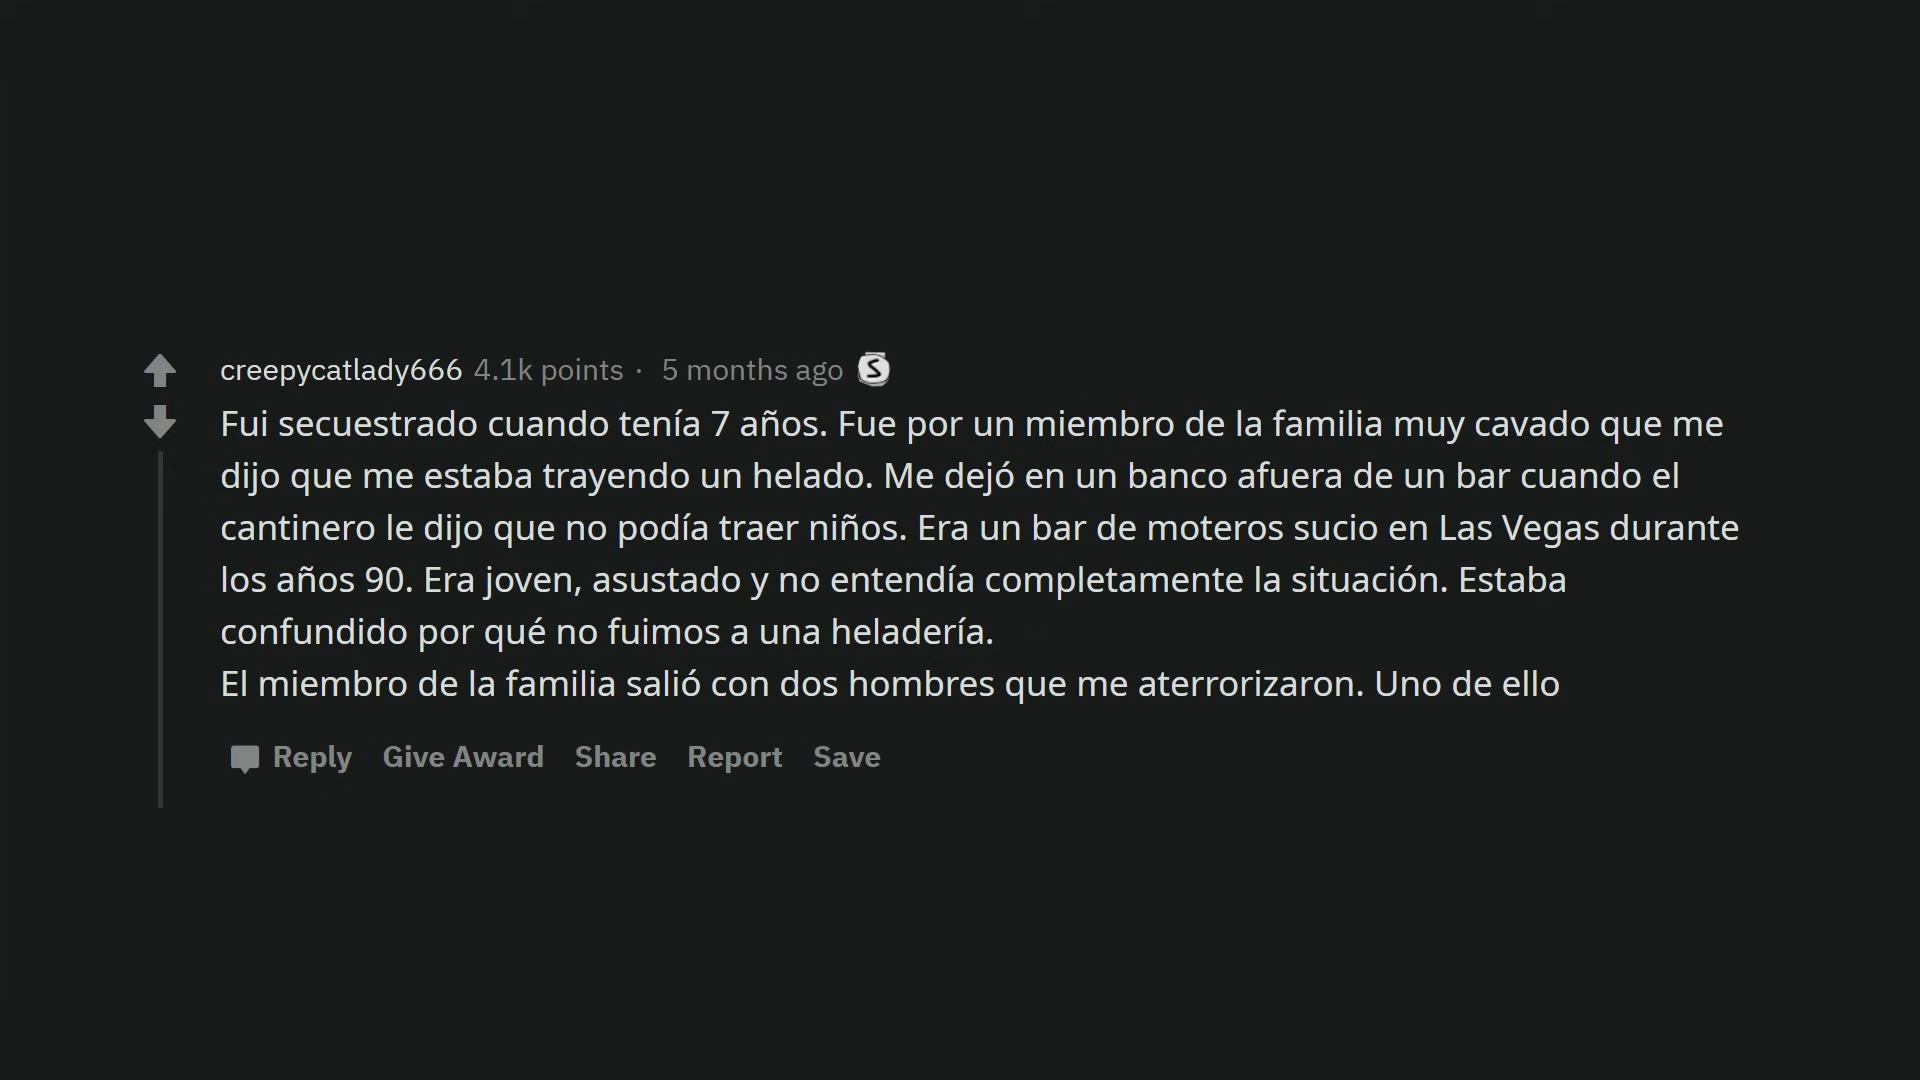 creepycatlady666 4.1k points · 5 months ago
Fui secuestrado cuando tenía 7 años. Fue por un miembro de la familia muy cavado que me
dijo que me estaba trayendo un helado. Me dejó en un banco afuera de un bar cuando el
cantinero le dijo que no podía traer niños. Era un bar de moteros sucio en Las Vegas durante
los años 90. Era joven, asustado y no entendía completamente la situación. Estaba
confundido por qué no fuimos a una heladería.
El miembro de la familia salió con dos hombres que me aterrorizaron. Uno de ello
Reply Give Award Share Report Save